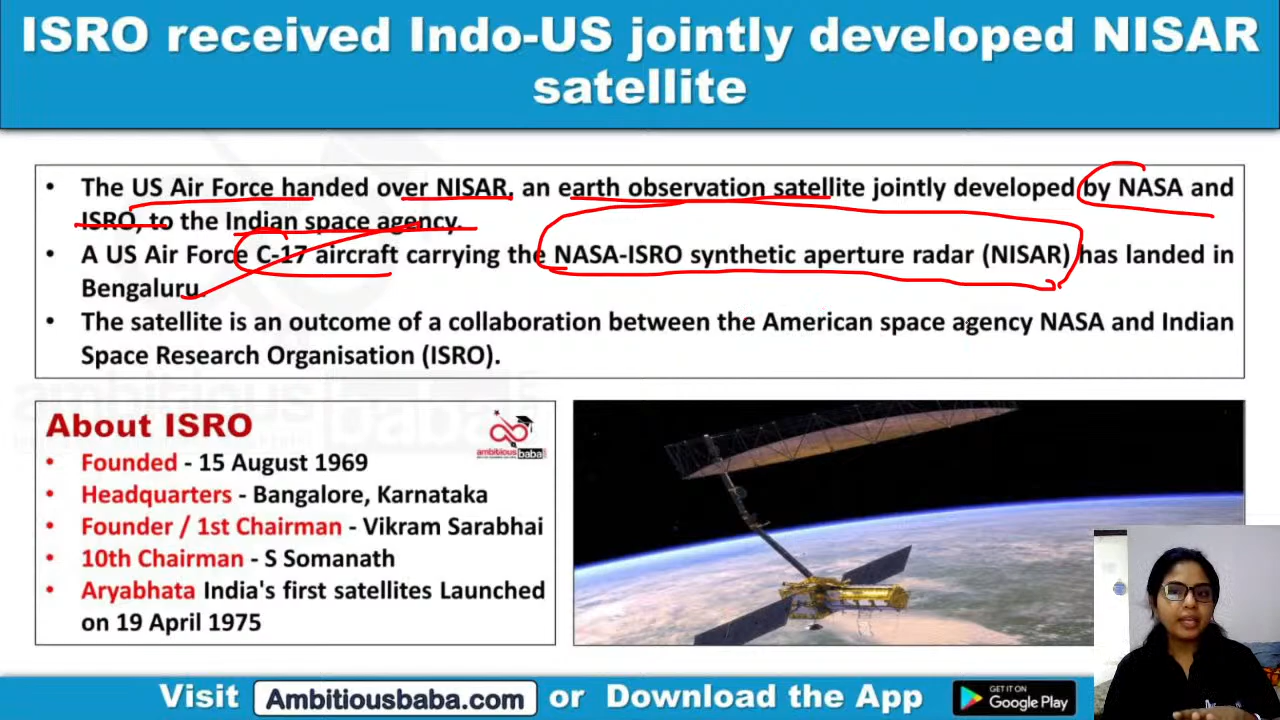 ISRO received Indo-US jointly developed NISAR
satellite
• The US Air Force handed over NISAR, an earth observation satellite jointly developed by NASA and
ISRO, to the Indian space agency.
• A US Air Force C-17 aircraft carrying the NASA-ISRO synthetic aperture radar (NISAR) has landed in
Bengaluru.
• The satellite is an outcome of a collaboration between the American space agency NASA and Indian
Space Research Organisation (ISRO).
About ISRO
ambitiousbaba
• Founded - 15 August 1969
• Headquarters - Bangalore, Karnataka
• Founder / 1st Chairman - Vikram Sarabhai
• 10th Chairman - S Somanath
• Aryabhata India's first satellites Launched
on 19 April 1975
Visit Ambitiousbaba.com or Download the App
GET IT ON
Google Play